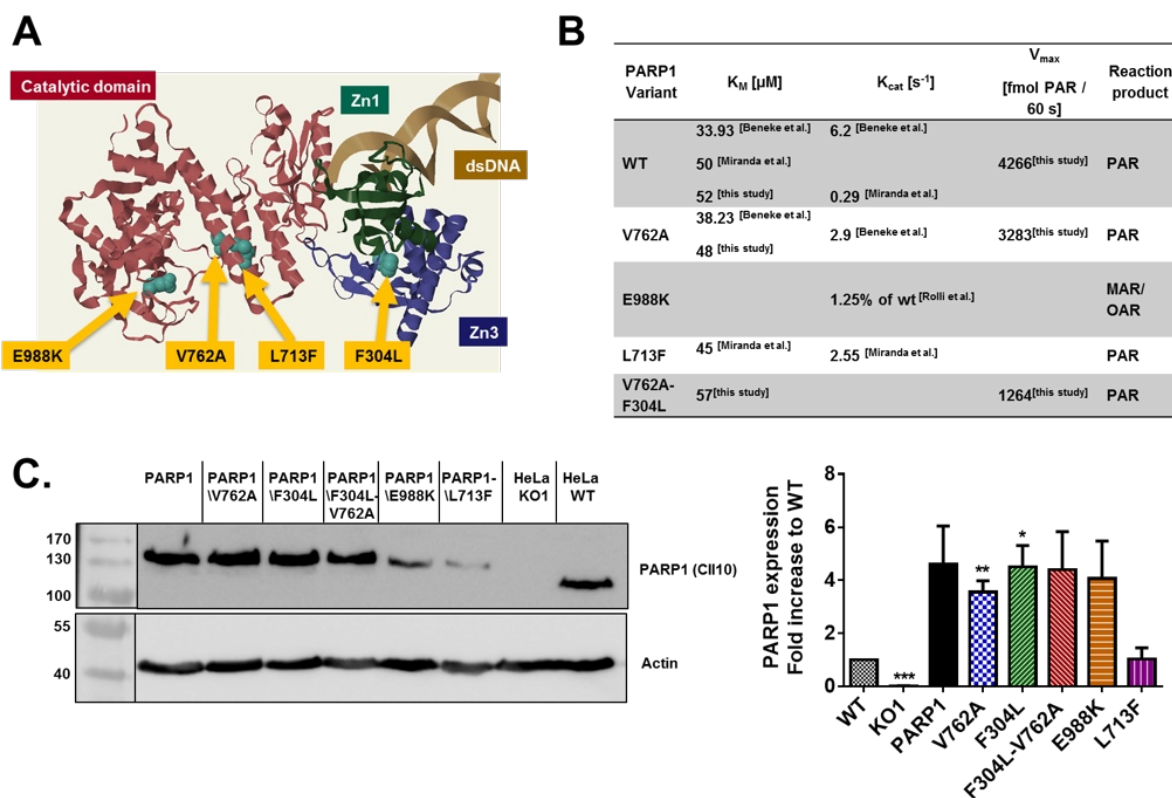 A
Catalytic domain
Zn1
dsDNA
Zn3
E988K
V762A
L713F
F304L
B
PARP1 Variant K_M [µM] K_cat [s⁻¹] V_max [fmol PAR / 60 s] Reaction product
WT 33.93 [Beneke et al.] 6.2 [Beneke et al.]
50 [Miranda et al.] 4266[this study] PAR
52 [this study] 0.29 [Miranda et al.]
V762A 38.23 [Beneke et al.] 2.9 [Beneke et al.] 3283[this study] PAR
48 [this study]
E988K 1.25% of wt [Rolli et al.] MAR/ OAR
L713F 45 [Miranda et al.] 2.55 [Miranda et al.] PAR
V762A-F304L 57[this study] 1264[this study] PAR
C.
PARP1
PARP1 \V762A
PARP1 \F304L
PARP1 \F304L-V762A
PARP1 \E988K
PARP1- \L713F
HeLa KO1
HeLa WT
170
130
100
PARP1 (CII10)
55
40
Actin
PARP1 expression
Fold increase to WT
8
6
4
2
0
***
**
*
WT
KO1
PARP1
V762A
F304L
F304L-V762A
E988K
L713F